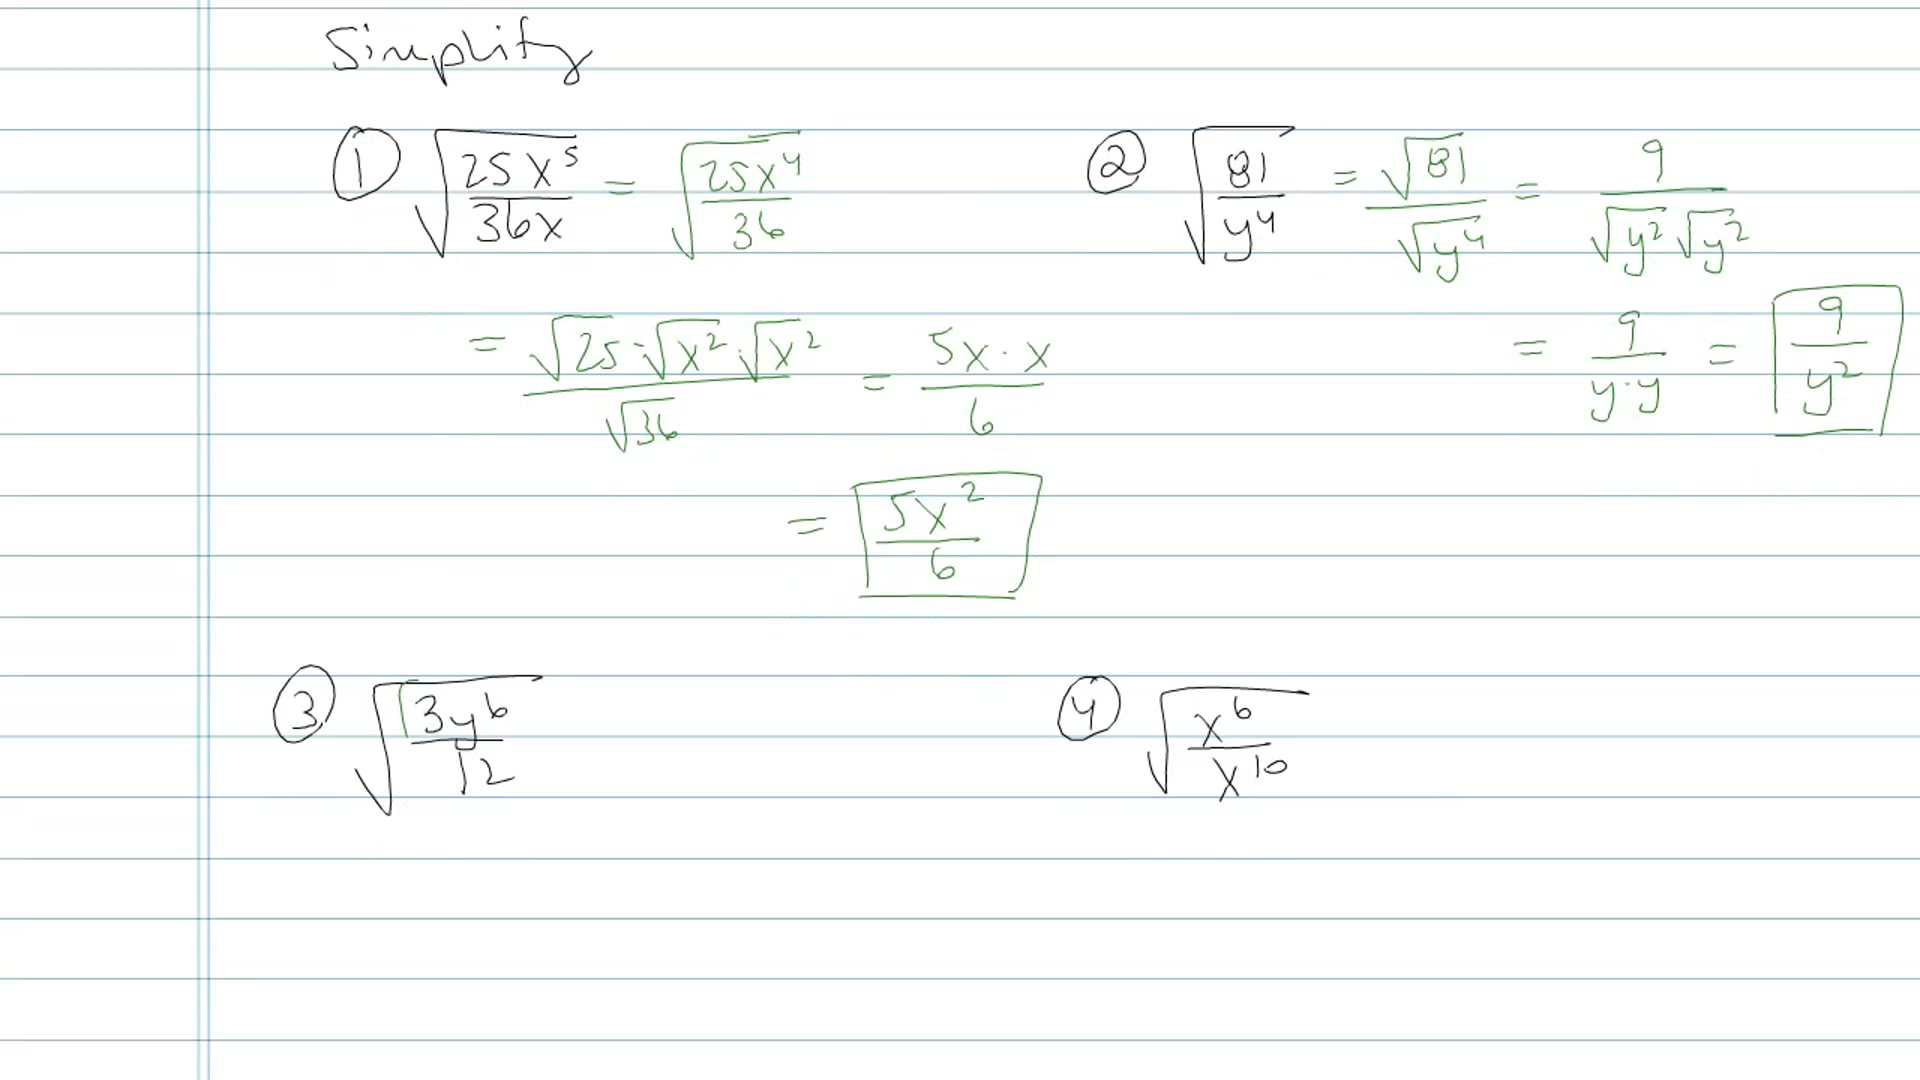 Simplify
① √(25x⁵/36x) = √(25x⁴/36)
= √25·√x²·√x²/√36 = 5x·x/6
= 5x²/6
② √(81/y⁴) = √81/√y⁴ = 9/√y²√y²
= 9/y·y = 9/y²
③ √(3y⁶/12)
④ √(x⁶/x¹⁰)